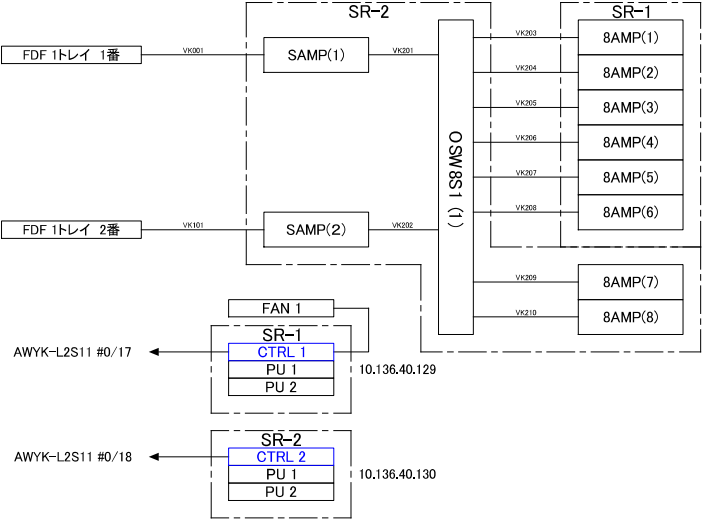 SR-2
SR-1
FDF 1トレイ 1番
VK001
SAMP(1)
VK201
VK203
8AMP(1)
VK204
8AMP(2)
VK205
8AMP(3)
VK206
8AMP(4)
VK207
8AMP(5)
VK208
8AMP(6)
OSW8S1 (1)
FDF 1トレイ 2番
VK101
SAMP(2)
VK202
VK209
8AMP(7)
VK210
8AMP(8)
FAN 1
SR-1
AWYK-L2S11 #0/17
CTRL 1
PU 1
10.136.40.129
PU 2
SR-2
AWYK-L2S11 #0/18
CTRL 2
PU 1
10.136.40.130
PU 2